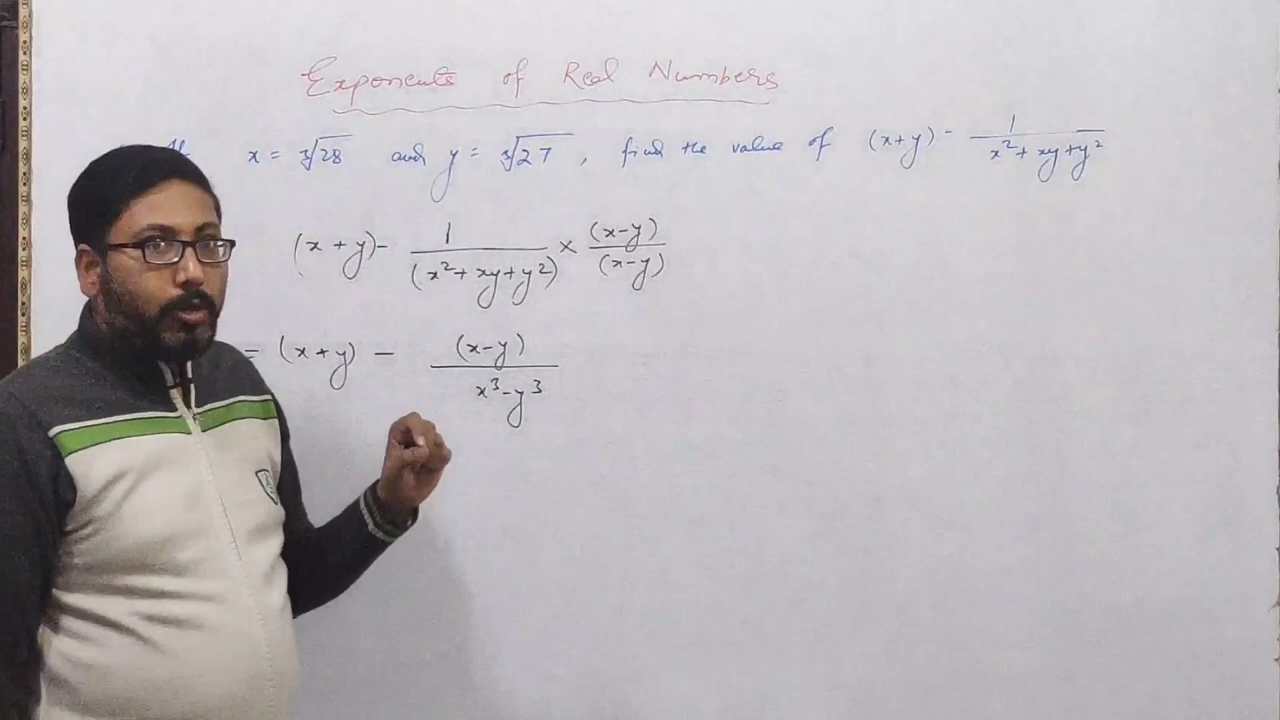 Exponents of Real Numbers
If x = ∛28 and y = ∛27, find the value of (x+y) - 1/(x²+xy+y²)
(x+y) - 1/(x²+xy+y²) × (x-y)/(x-y)
= (x+y) - (x-y)/(x³-y³)